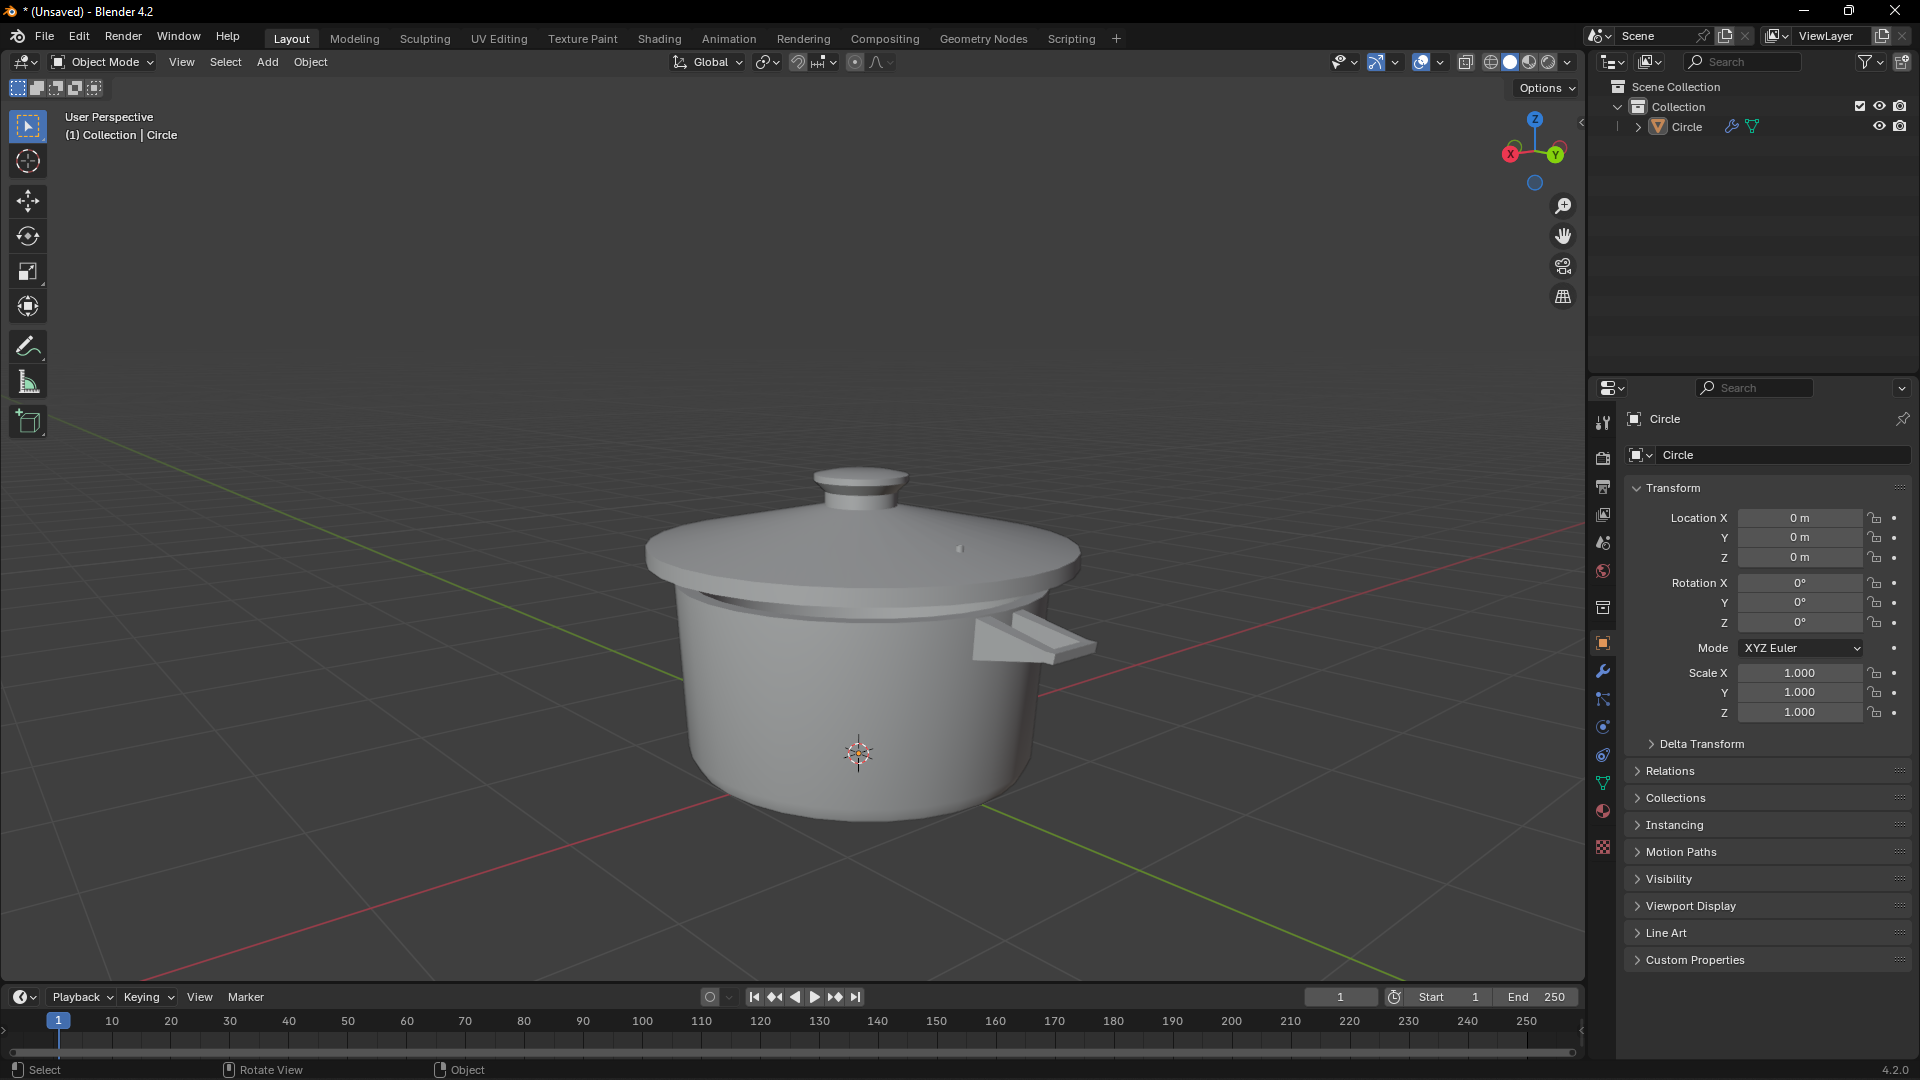 * (Unsaved) - Blender 4.2
File Edit Render Window Help Layout Modeling Sculpting UV Editing Texture Paint Shading Animation Rendering Compositing Geometry Nodes Scripting + Scene ViewLayer
Object Mode View Select Add Object Global Search
Options
User Perspective
(1) Collection | Circle
Z
X
Y
Scene Collection
Collection
Circle
Search
Circle
Circle
Transform
Location X 0 m
Y 0 m
Z 0 m
Rotation X 0°
Y 0°
Z 0°
Mode XYZ Euler
Scale X 1.000
Y 1.000
Z 1.000
Delta Transform
Relations
Collections
Instancing
Motion Paths
Visibility
Viewport Display
Line Art
Custom Properties
Playback Keying View Marker 1 Start 1 End 250
1 10 20 30 40 50 60 70 80 90 100 110 120 130 140 150 160 170 180 190 200 210 220 230 240 250
Select Rotate View Object 4.2.0